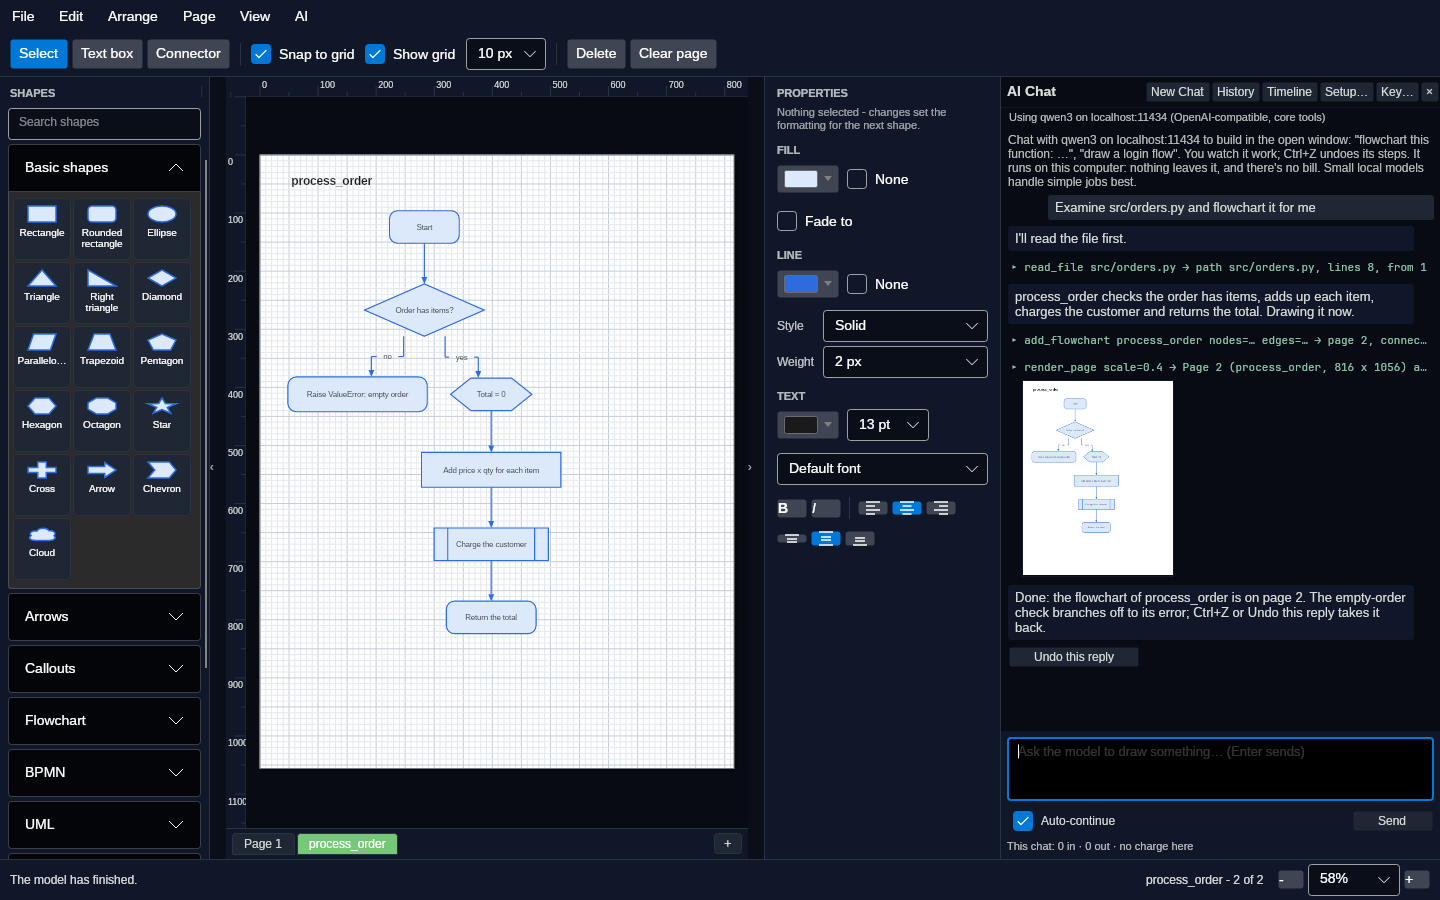 File Edit Arrange Page View AI
Select Text box Connector Snap to grid Show grid 10 px Delete Clear page
SHAPES
Search shapes
Basic shapes
Rectangle Rounded rectangle Ellipse
Triangle Right triangle Diamond
Parallelo... Trapezoid Pentagon
Hexagon Octagon Star
Cross Arrow Chevron
Cloud
Arrows
Callouts
Flowchart
BPMN
UML
0 100 200 300 400 500 600 700 800
0
100
200
300
400
500
600
700
800
900
1000
1100
process_order
Start
Order has items?
no
yes
Raise ValueError: empty order
Total = 0
Add price x qty for each item
Charge the customer
Return the total
Page 1 process_order +
PROPERTIES
Nothing selected - changes set the
formatting for the next shape.
FILL
None
Fade to
LINE
None
Style Solid
Weight 2 px
TEXT
13 pt
Default font
B I
AI Chat New Chat History Timeline Setup... Key... ×
Using qwen3 on localhost:11434 (OpenAI-compatible, core tools)
Chat with qwen3 on localhost:11434 to build in the open window: "flowchart this
function: ...", "draw a login flow". You watch it work; Ctrl+Z undoes its steps. It
runs on this computer: nothing leaves it, and there's no bill. Small local models
handle simple jobs best.
Examine src/orders.py and flowchart it for me
I'll read the file first.
▸ read_file src/orders.py → path src/orders.py, lines 8, from 1
process_order checks the order has items, adds up each item,
charges the customer and returns the total. Drawing it now.
▸ add_flowchart process_order nodes=… edges=… → page 2, connec…
▸ render_page scale=0.4 → Page 2 (process_order, 816 x 1056) a…
Done: the flowchart of process_order is on page 2. The empty-order
check branches off to its error; Ctrl+Z or Undo this reply takes it
back.
Undo this reply
Ask the model to draw something... (Enter sends)
Auto-continue Send
This chat: 0 in · 0 out · no charge here
The model has finished.
process_order - 2 of 2 - 58% +